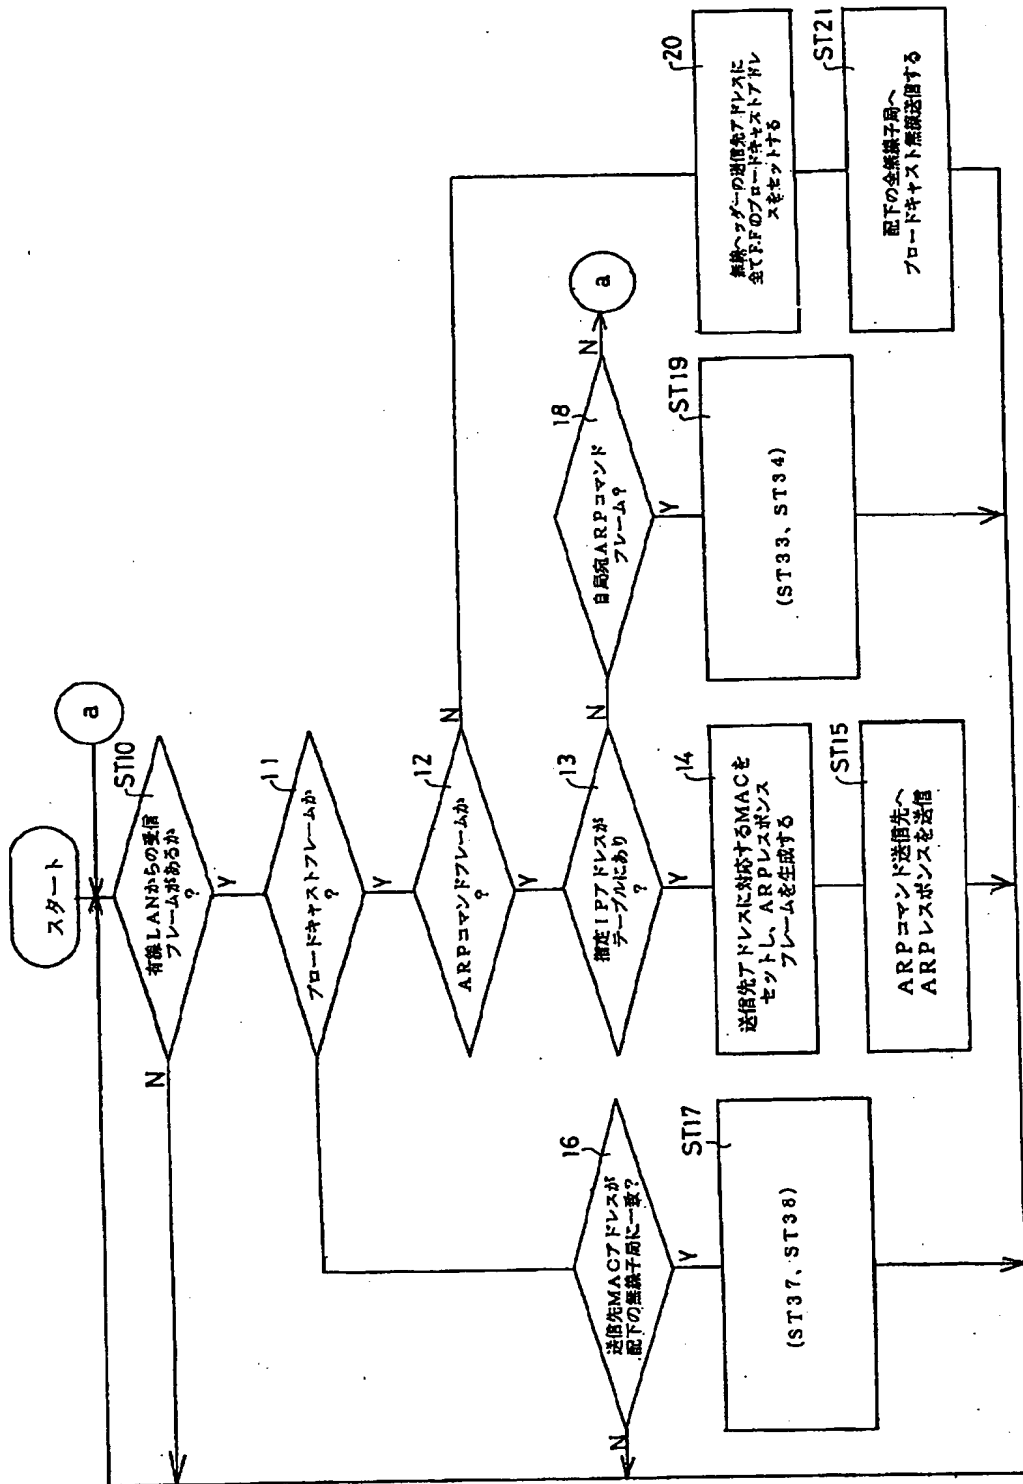 スタート
a
ST10
有線LANからの受信
フレームがあるか
?
N
Y
11
ブロードキャストフレームか
?
Y
12
ARPコマンドフレームか
?
N
Y
13
指定IPアドレスが
テーブルにあり
?
N
Y
14
送信先アドレスに対応するMACを
セットし、ARPレスポンス
フレームを生成する
ST15
ARPコマンド送信先へ
ARPレスポンスを送信
16
送信先MACアドレスが
配下の無線子局に一致?
N
Y
ST17
(ST37、ST38)
18
自局宛ARPコマンド
フレーム?
N
a
Y
ST19
(ST33、ST34)
20
無線ヘッダーの送信先アドレスに
全てF.Fのブロードキャストアドレ
スをセットする
ST21
配下の全無線子局へ
ブロードキャスト無線送信する